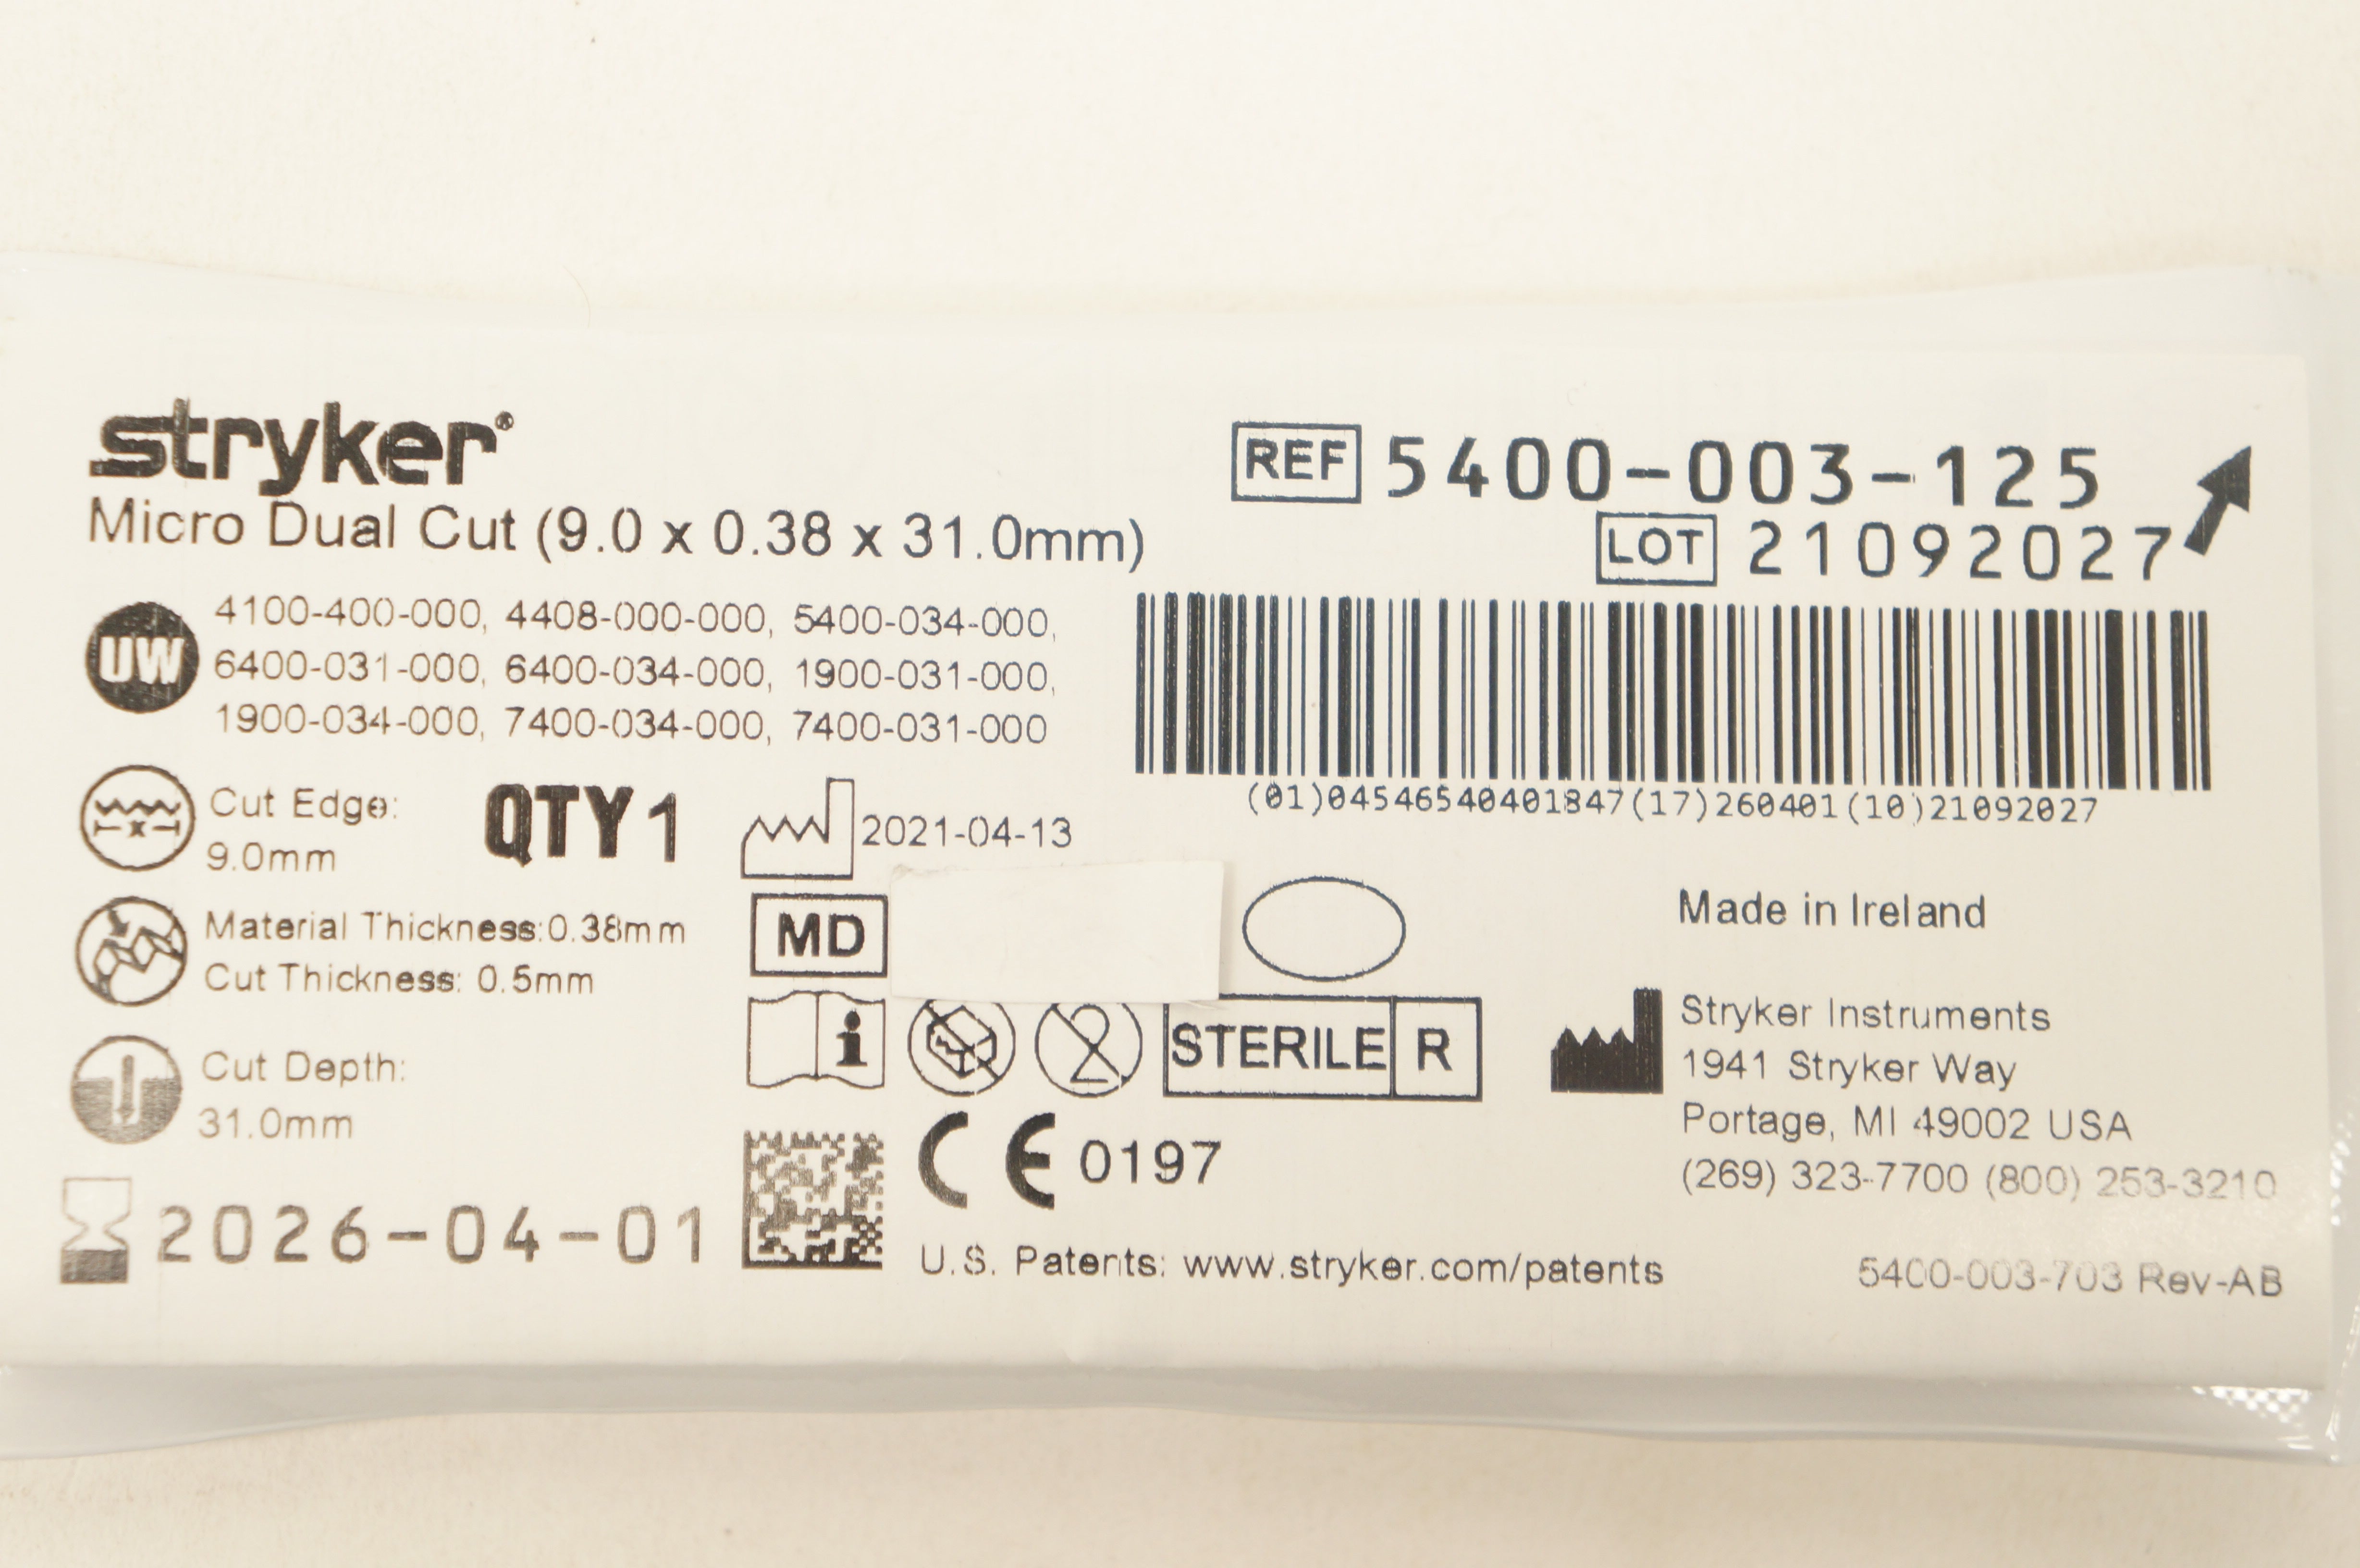 stryker®
Micro Dual Cut (9.0 x 0.38 x 31.0mm)
REF 5400-003-125
LOT 21092027
UW
4100-400-000, 4408-000-000, 5400-034-000,
6400-031-000, 6400-034-000, 1900-031-000,
1900-034-000, 7400-034-000, 7400-031-000
(01)04546540401847(17)260401(10)21092027
Cut Edge:
9.0mm
x
QTY 1
2021-04-13
Material Thickness:0.38mm
Cut Thickness: 0.5mm
MD
Made in Ireland
i
2
STERILE R
Stryker Instruments
1941 Stryker Way
Portage, MI 49002 USA
(269) 323-7700 (800) 253-3210
Cut Depth:
31.0mm
CE 0197
2026-04-01
U.S. Patents: www.stryker.com/patents
5400-003-703 Rev-AB